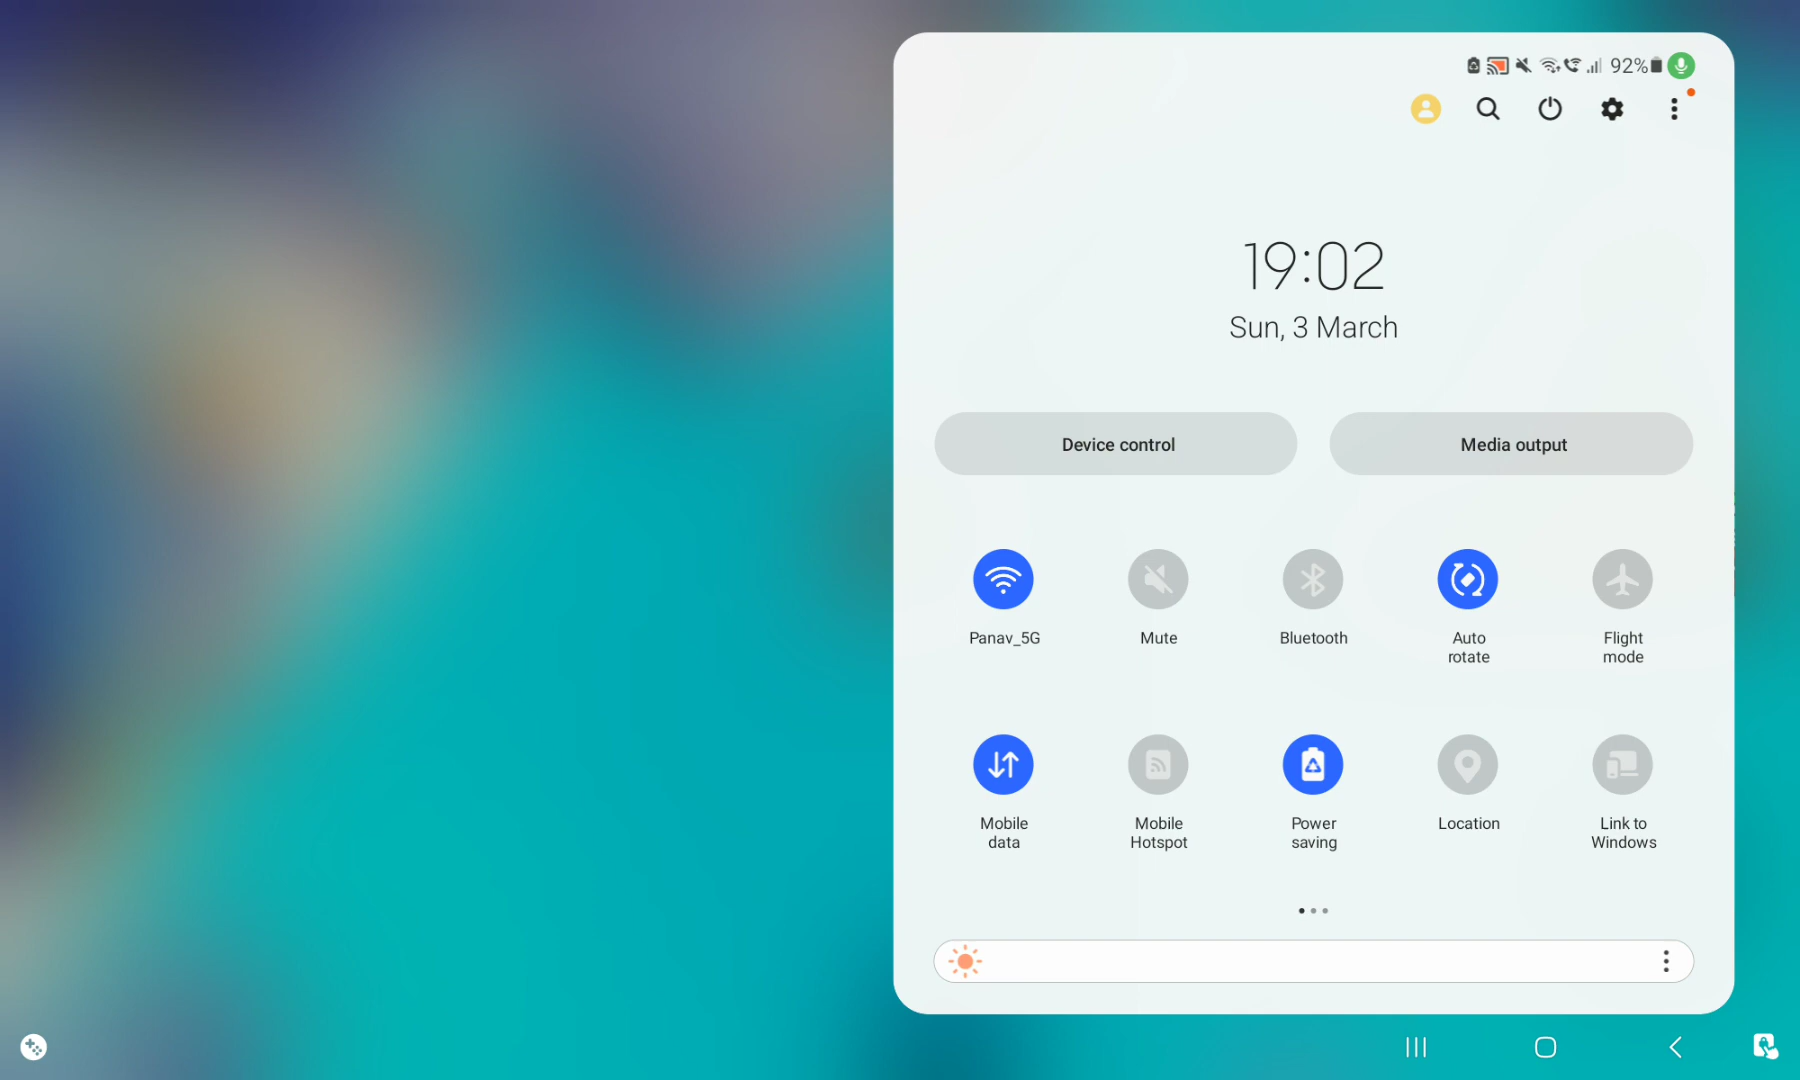 92%
19:02
Sun, 3 March
Device control
Media output
Panav_5G
Mute
Bluetooth
Auto
rotate
Flight
mode
Mobile
data
Mobile
Hotspot
Power
saving
Location
Link to
Windows